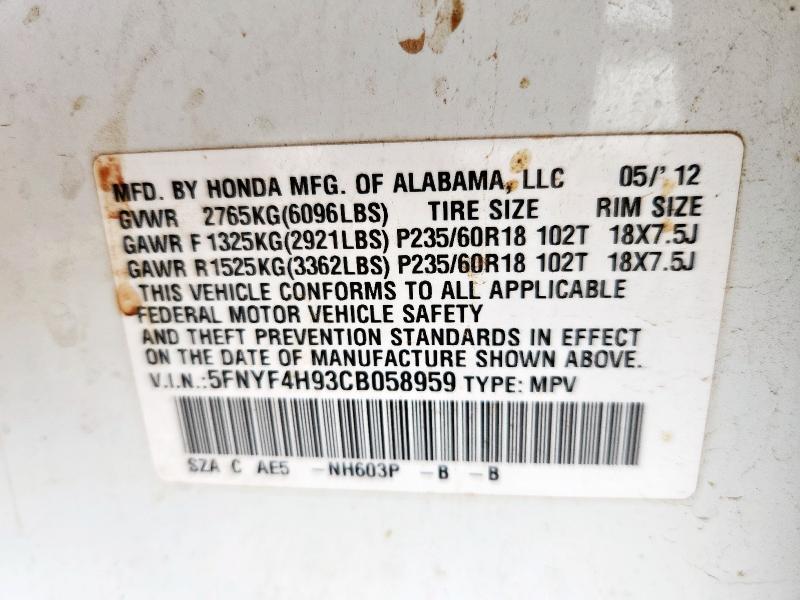 MFD. BY HONDA MFG. OF ALABAMA, LLC 05/' 12
GVWR 2765KG(6096LBS) TIRE SIZE RIM SIZE
GAWR F 1325KG(2921LBS) P235/60R18 102T 18X7.5J
GAWR R1525KG(3362LBS) P235/60R18 102T 18X7.5J
THIS VEHICLE CONFORMS TO ALL APPLICABLE
FEDERAL MOTOR VEHICLE SAFETY
AND THEFT PREVENTION STANDARDS IN EFFECT
ON THE DATE OF MANUFACTURE SHOWN ABOVE.
V.I.N.:5FNYF4H93CB058959 TYPE: MPV
SZA C AE5 -NH603P -B -B